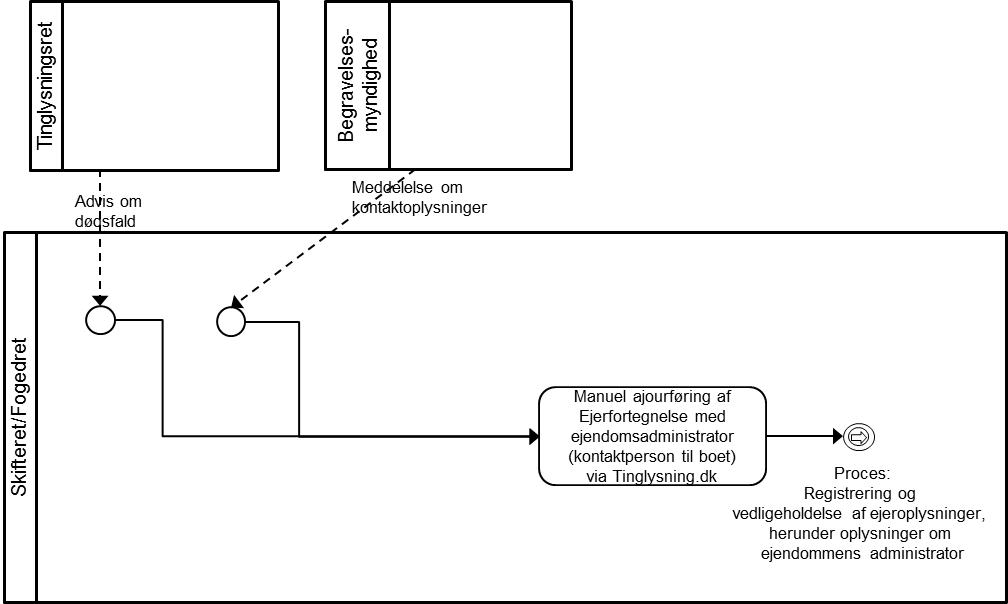 Tinglysningsret
Begravelses-
myndighed
Advis om
dødsfald
Meddelelse om
kontaktoplysninger
Skifteret/Fogedret
Manuel ajourføring af
Ejerfortegnelse med
ejendomsadministrator
(kontaktperson til boet)
via Tinglysning.dk
Proces:
Registrering og
vedligeholdelse af ejeroplysninger,
herunder oplysninger om
ejendommens administrator